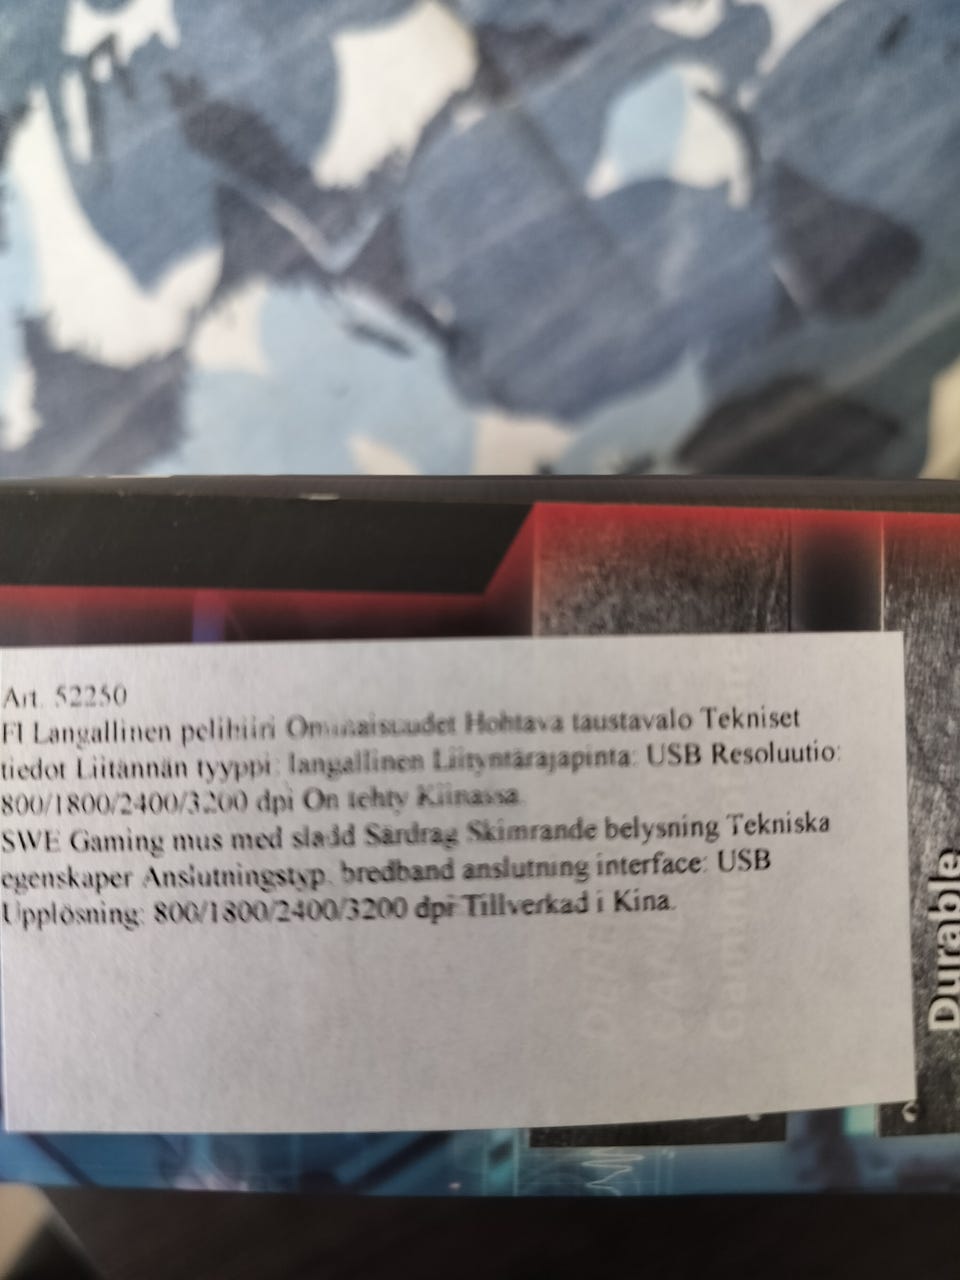 Art. 52250
FI Langallinen pelihiiri Ominaisuudet Hohtava taustavalo Tekniset
tiedot Liitännän tyyppi: langallinen Liityntärajapinta: USB Resoluutio:
800/1800/2400/3200 dpi On tehty Kiinassa.
SWE Gaming mus med sladd Särdrag Skimrande belysning Tekniska
egenskaper Anslutningstyp. bredband anslutning interface: USB
Upplösning: 800/1800/2400/3200 dpi Tillverkad i Kina.
Durable